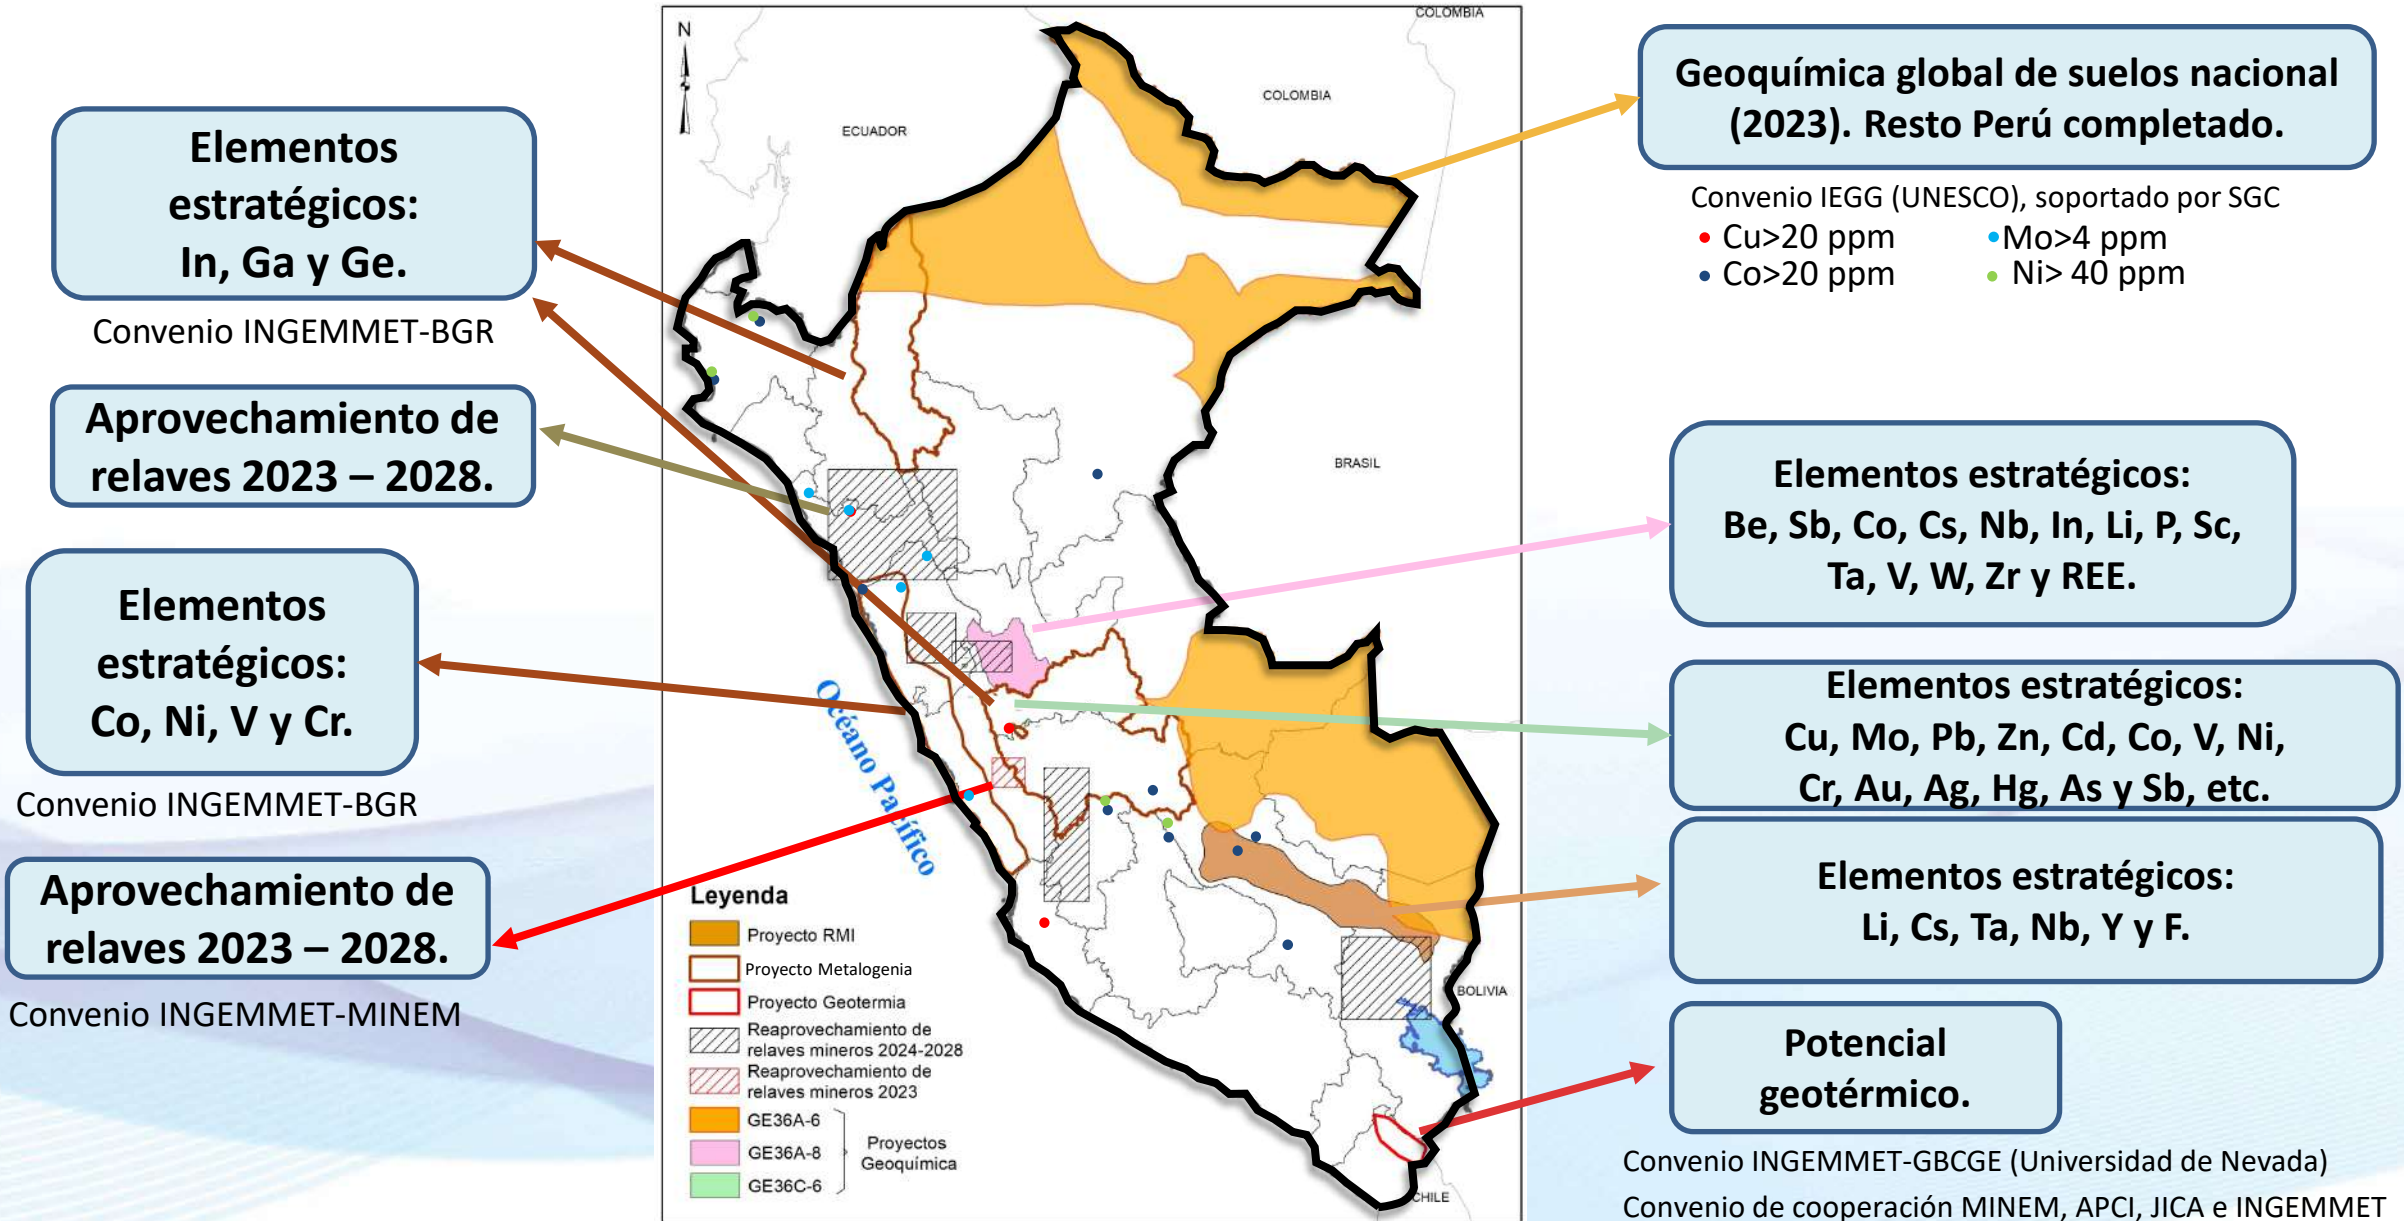 Elementos
estratégicos:
In, Ga y Ge.
Convenio INGEMMET-BGR
Aprovechamiento de
relaves 2023 – 2028.
Elementos
estratégicos:
Co, Ni, V y Cr.
Convenio INGEMMET-BGR
Aprovechamiento de
relaves 2023 – 2028.
Convenio INGEMMET-MINEM
N
COLOMBIA
COLOMBIA
ECUADOR
BRASIL
BOLIVIA
CHILE
Océano Pacífico
Leyenda
Proyecto RMI
Proyecto Metalogenia
Proyecto Geotermia
Reaprovechamiento de
relaves mineros 2024-2028
Reaprovechamiento de
relaves mineros 2023
GE36A-6
GE36A-8
GE36C-6
Proyectos
Geoquímica
Geoquímica global de suelos nacional
(2023). Resto Perú completado.
Convenio IEGG (UNESCO), soportado por SGC
Cu>20 ppm
Mo>4 ppm
Co>20 ppm
Ni> 40 ppm
Elementos estratégicos:
Be, Sb, Co, Cs, Nb, In, Li, P, Sc,
Ta, V, W, Zr y REE.
Elementos estratégicos:
Cu, Mo, Pb, Zn, Cd, Co, V, Ni,
Cr, Au, Ag, Hg, As y Sb, etc.
Elementos estratégicos:
Li, Cs, Ta, Nb, Y y F.
Potencial
geotérmico.
Convenio INGEMMET-GBCGE (Universidad de Nevada)
Convenio de cooperación MINEM, APCI, JICA e INGEMMET